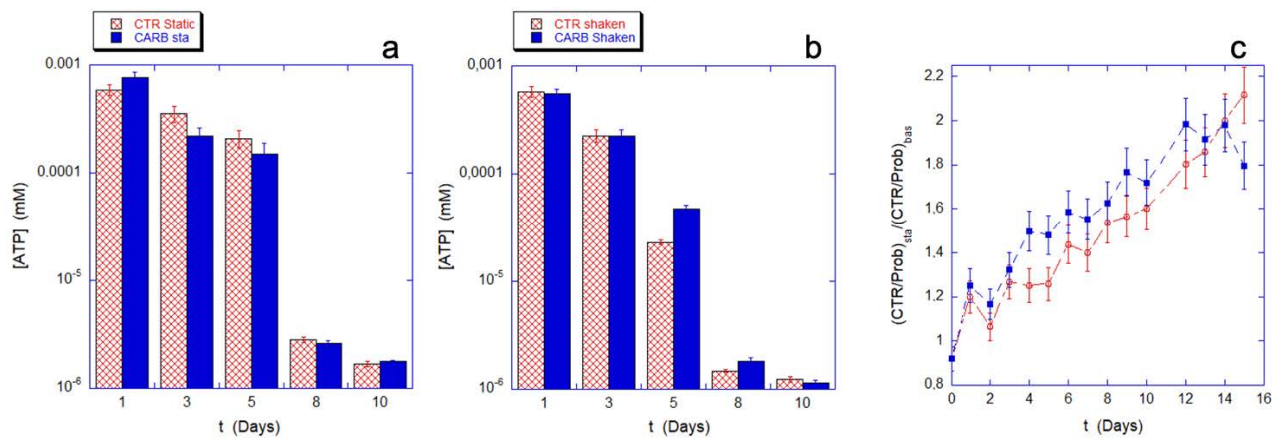 CTR Static
CARB sta
a
0.001
0.0001
10-5
10-6
[ATP] (mM)
1 3 5 8 10
t (Days)
CTR shaken
CARB Shaken
b
0,001
0,0001
10-5
10-6
[ATP] (mM)
1 3 5 8 10
t (Days)
c
2.2
2
1.8
1.6
1.4
1.2
1
0.8
(CTR/Prob)sta/(CTR/Prob)bas
0 2 4 6 8 10 12 14 16
t (Days)